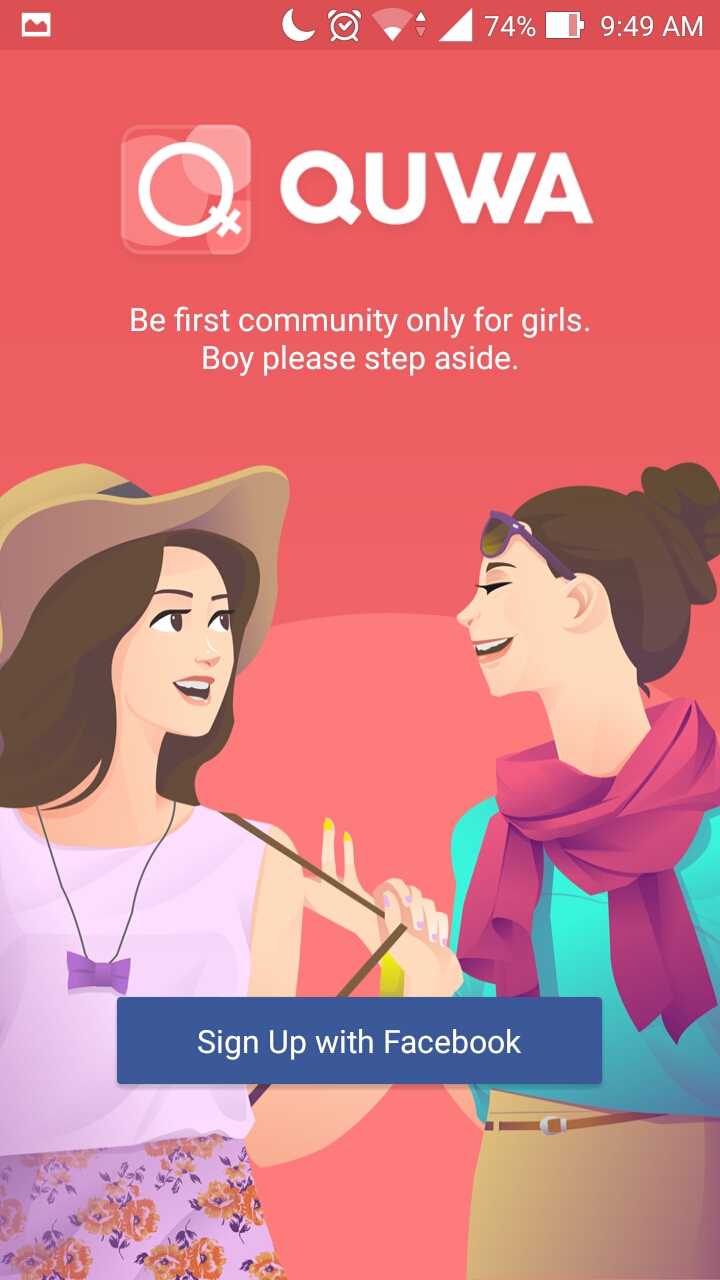 74% 9:49 AM
QUWA
Be first community only for girls.
Boy please step aside.
Sign Up with Facebook